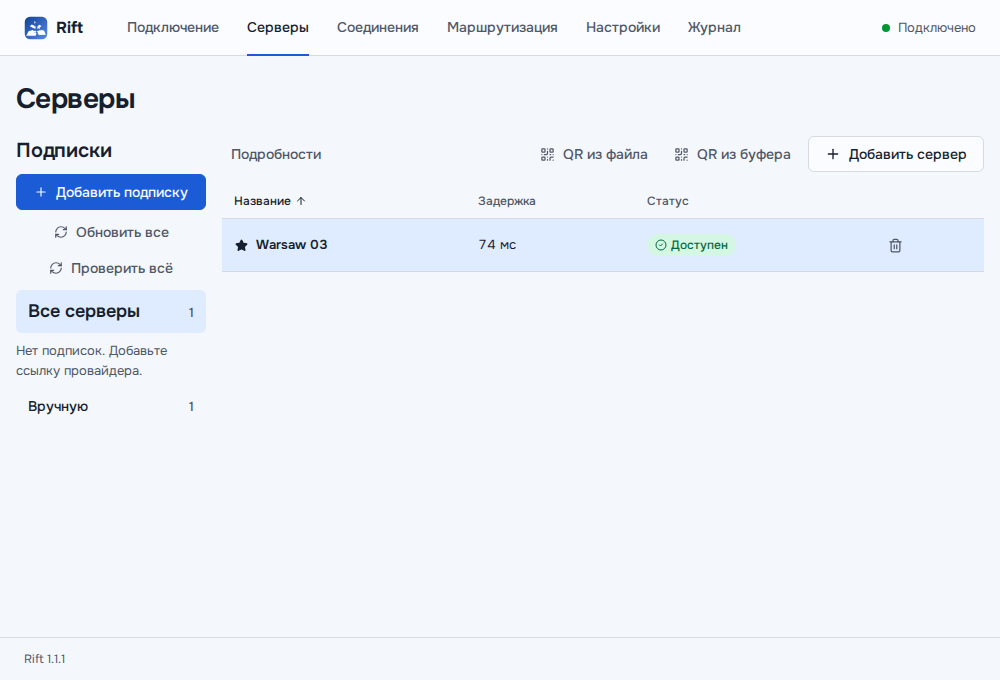 Rift
Подключение
Серверы
Соединения
Маршрутизация
Настройки
Журнал
Подключено
Серверы
Подписки
Добавить подписку
Обновить все
Проверить всё
Все серверы 1
Нет подписок. Добавьте
ссылку провайдера.
Вручную 1
Подробности
QR из файла
QR из буфера
Добавить сервер
Название Задержка Статус
Warsaw 03 74 мс Доступен
Rift 1.1.1